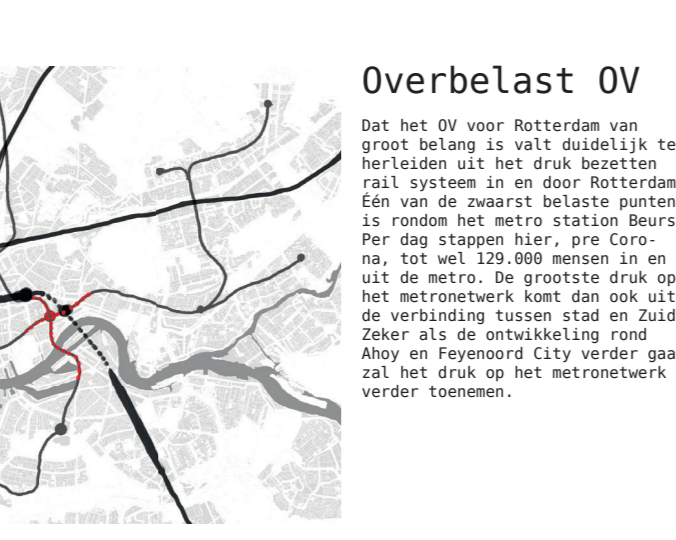 Overbelast OV
Dat het OV voor Rotterdam van
groot belang is valt duidelijk te
herleiden uit het druk bezetten
rail systeem in en door Rotterdam
Één van de zwaarst belaste punten
is rondom het metro station Beurs
Per dag stappen hier, pre Coro-
na, tot wel 129.000 mensen in en
uit de metro. De grootste druk op
het metronetwerk komt dan ook uit
de verbinding tussen stad en Zuid
Zeker als de ontwikkeling rond
Ahoy en Feyenoord City verder gaa
zal het druk op het metronetwerk
verder toenemen.